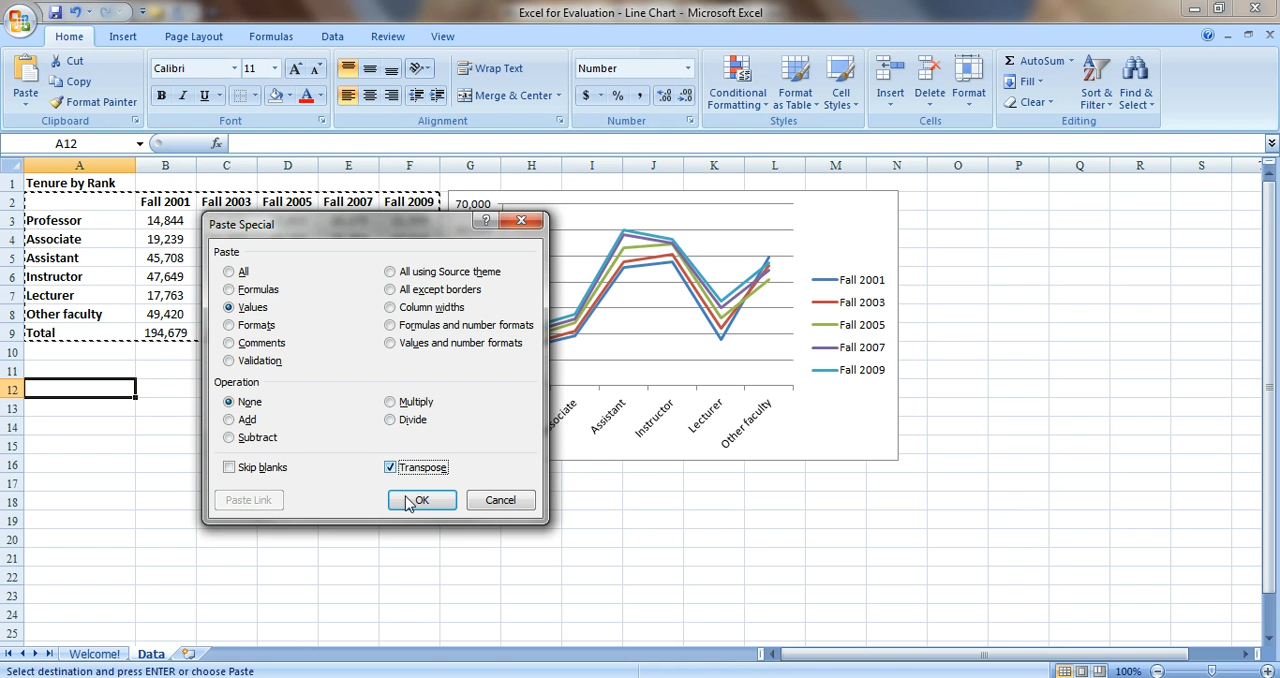 Excel for Evaluation - Line Chart - Microsoft Excel
Home Insert Page Layout Formulas Data Review View
Paste Cut Copy Format Painter Clipboard
Calibri 11 B I U A Font
Wrap Text Merge & Center Alignment
Number $ % , Number
Conditional Formatting Format as Table Cell Styles Styles
Insert Delete Format Cells
Σ AutoSum Fill Clear Sort & Filter Find & Select Editing
A12 fx
A B C D E F G H I J K L M N O P Q R S
1 Tenure by Rank
2 Fall 2001 Fall 2003 Fall 2005 Fall 2007 Fall 2009
3 Professor 14,844
4 Associate 19,239
5 Assistant 45,708
6 Instructor 47,649
7 Lecturer 17,763
8 Other faculty 49,420
9 Total 194,679
10
11
12
13
14
15
16
17
18
19
20
21
22
23
24
25
Paste Special ?
Paste
All All using Source theme
Formulas All except borders
Values Column widths
Formats Formulas and number formats
Comments Values and number formats
Validation
Operation
None Multiply
Add Divide
Subtract
Skip blanks Transpose
Paste Link OK Cancel
70,000
Assistant
Instructor
Lecturer
Other faculty
Fall 2001
Fall 2003
Fall 2005
Fall 2007
Fall 2009
Welcome! Data
Select destination and press ENTER or choose Paste 100%